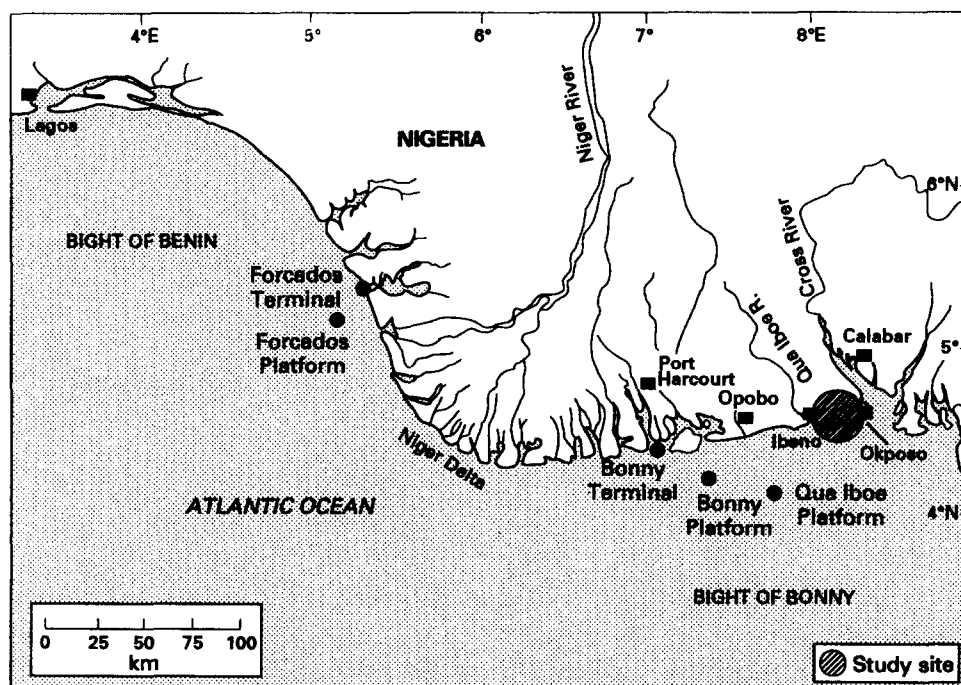 4°E
5°
6°
7°
8°E
Lagos
NIGERIA
Niger River
6°N
BIGHT OF BENIN
Cross River
Forcados
Terminal
Qua Iboe R.
Forcados
Platform
Calabar
5°
Port
Harcourt
Opobo
Ibeno
Okposo
Niger Delta
Bonny
Terminal
Bonny
Platform
Qua Iboe
Platform
ATLANTIC OCEAN
4°N
BIGHT OF BONNY
0 25 50 75 100
km
Study site